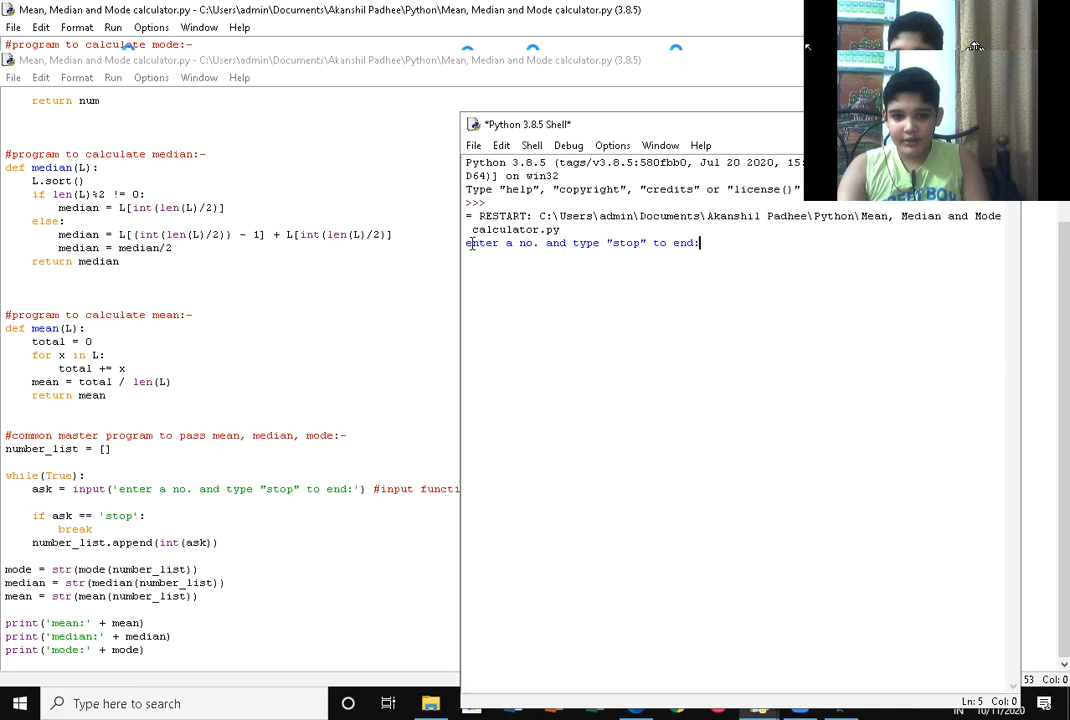 Mean, Median and Mode calculator.py - C:\Users\admin\Documents\Akanshil Padhee\Python\Mean, Median and Mode calculator.py (3.8.5)
File Edit Format Run Options Window Help
#program to calculate mode:-
Mean, Median and Mode calculator.py - C:\Users\admin\Documents\Akanshil Padhee\Python\Mean, Median and Mode calculator.py (3.8.5)
File Edit Format Run Options Window Help
return num
#program to calculate median:-
def median(L):
L.sort()
if len(L)%2 != 0:
median = L[int(len(L)/2)]
else:
median = L[(int(len(L)/2)) - 1] + L[int(len(L)/2)]
median = median/2
return median
#program to calculate mean:-
def mean(L):
total = 0
for x in L:
total += x
mean = total / len(L)
return mean
#common master program to pass mean, median, mode:-
number_list = []
while(True):
ask = input('enter a no. and type "stop" to end:') #input functi
if ask == 'stop':
break
number_list.append(int(ask))
mode = str(mode(number_list))
median = str(median(number_list))
mean = str(mean(number_list))
print('mean:' + mean)
print('median:' + median)
print('mode:' + mode)
*Python 3.8.5 Shell*
File Edit Shell Debug Options Window Help
Python 3.8.5 (tags/v3.8.5:580fbb0, Jul 20 2020, 15:
D64)] on win32
Type "help", "copyright", "credits" or "license()"
>>>
= RESTART: C:\Users\admin\Documents\Akanshil Padhee\Python\Mean, Median and Mode
calculator.py
enter a no. and type "stop" to end:
Ln: 5 Col: 0
53 Col: 0
Type here to search
IN 10/11/2020